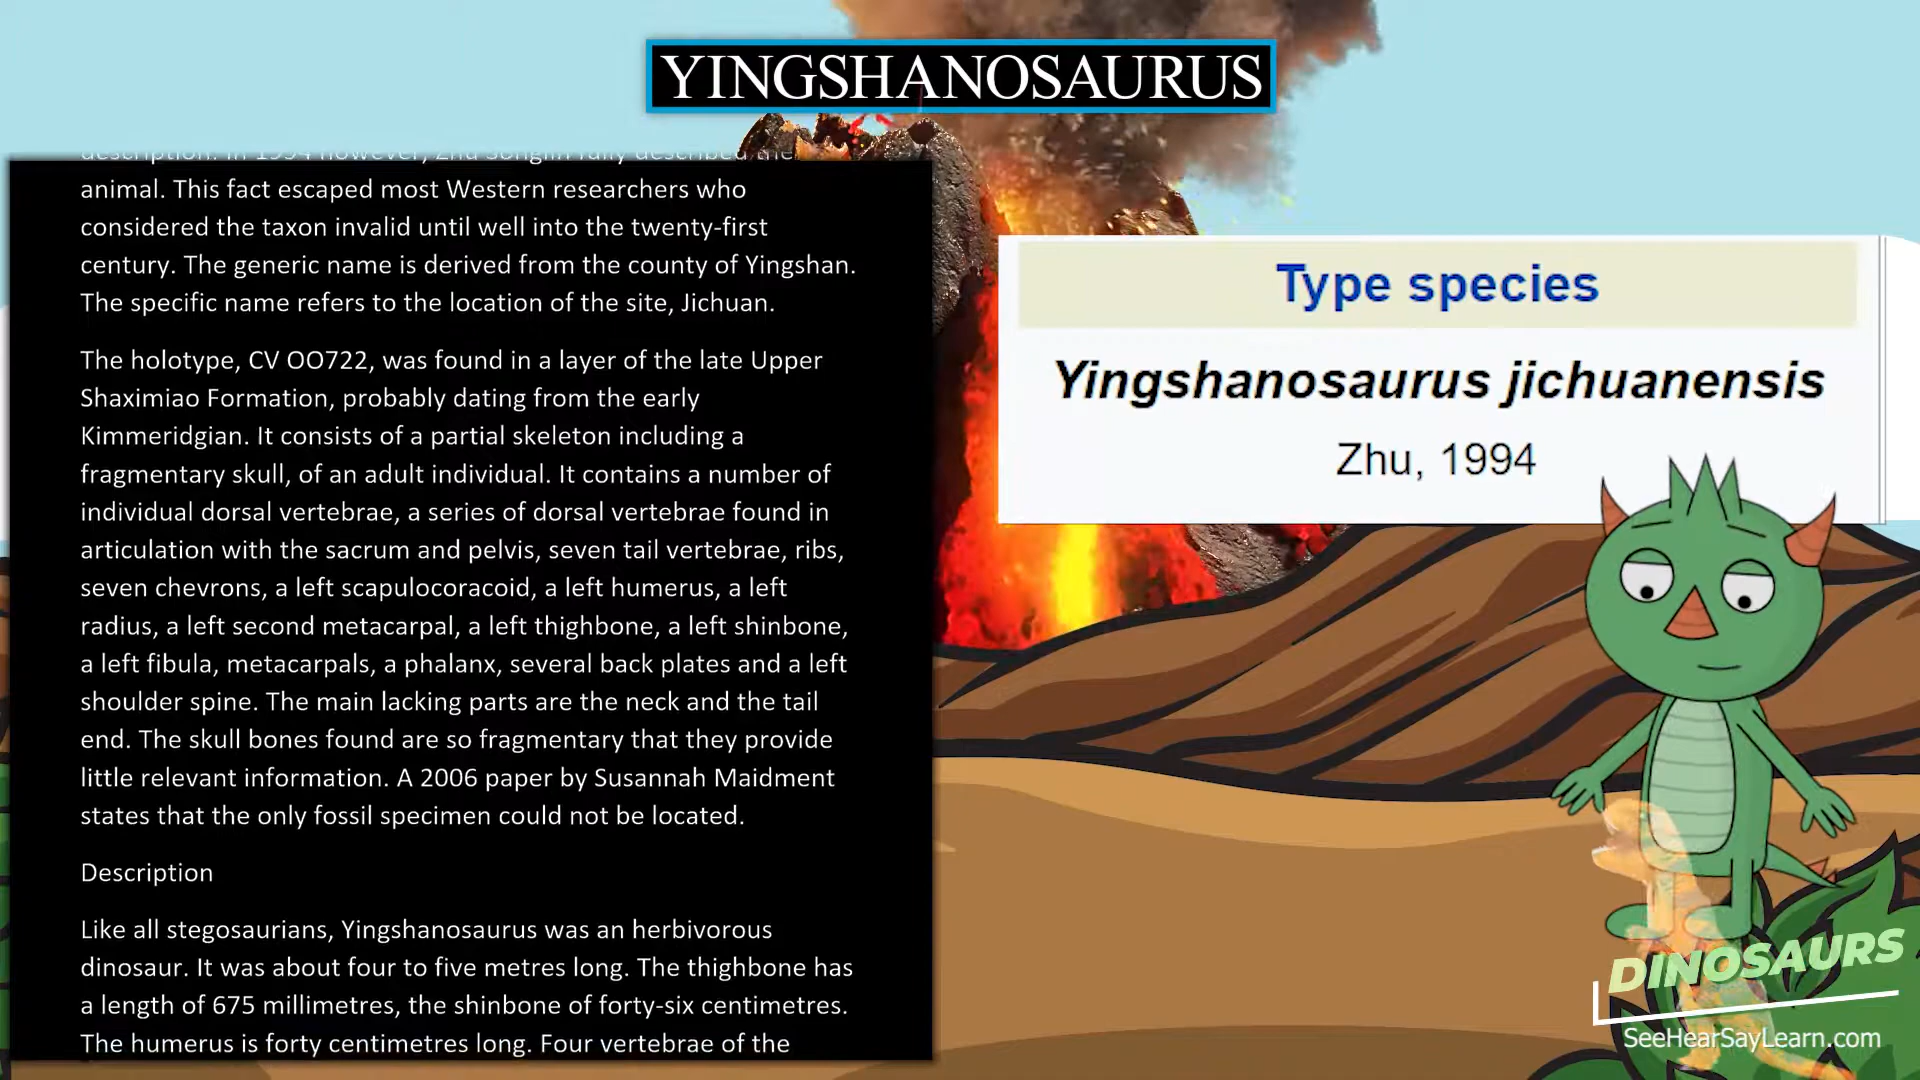 YINGSHANOSAURUS
description. In 1994 however, Zhu Songlin fully described the
animal. This fact escaped most Western researchers who
considered the taxon invalid until well into the twenty-first
century. The generic name is derived from the county of Yingshan.
The specific name refers to the location of the site, Jichuan.
The holotype, CV OO722, was found in a layer of the late Upper
Shaximiao Formation, probably dating from the early
Kimmeridgian. It consists of a partial skeleton including a
fragmentary skull, of an adult individual. It contains a number of
individual dorsal vertebrae, a series of dorsal vertebrae found in
articulation with the sacrum and pelvis, seven tail vertebrae, ribs,
seven chevrons, a left scapulocoracoid, a left humerus, a left
radius, a left second metacarpal, a left thighbone, a left shinbone,
a left fibula, metacarpals, a phalanx, several back plates and a left
shoulder spine. The main lacking parts are the neck and the tail
end. The skull bones found are so fragmentary that they provide
little relevant information. A 2006 paper by Susannah Maidment
states that the only fossil specimen could not be located.
Description
Like all stegosaurians, Yingshanosaurus was an herbivorous
dinosaur. It was about four to five metres long. The thighbone has
a length of 675 millimetres, the shinbone of forty-six centimetres.
The humerus is forty centimetres long. Four vertebrae of the
Type species
Yingshanosaurus jichuanensis
Zhu, 1994
DINOSAURS
SeeHearSayLearn.com